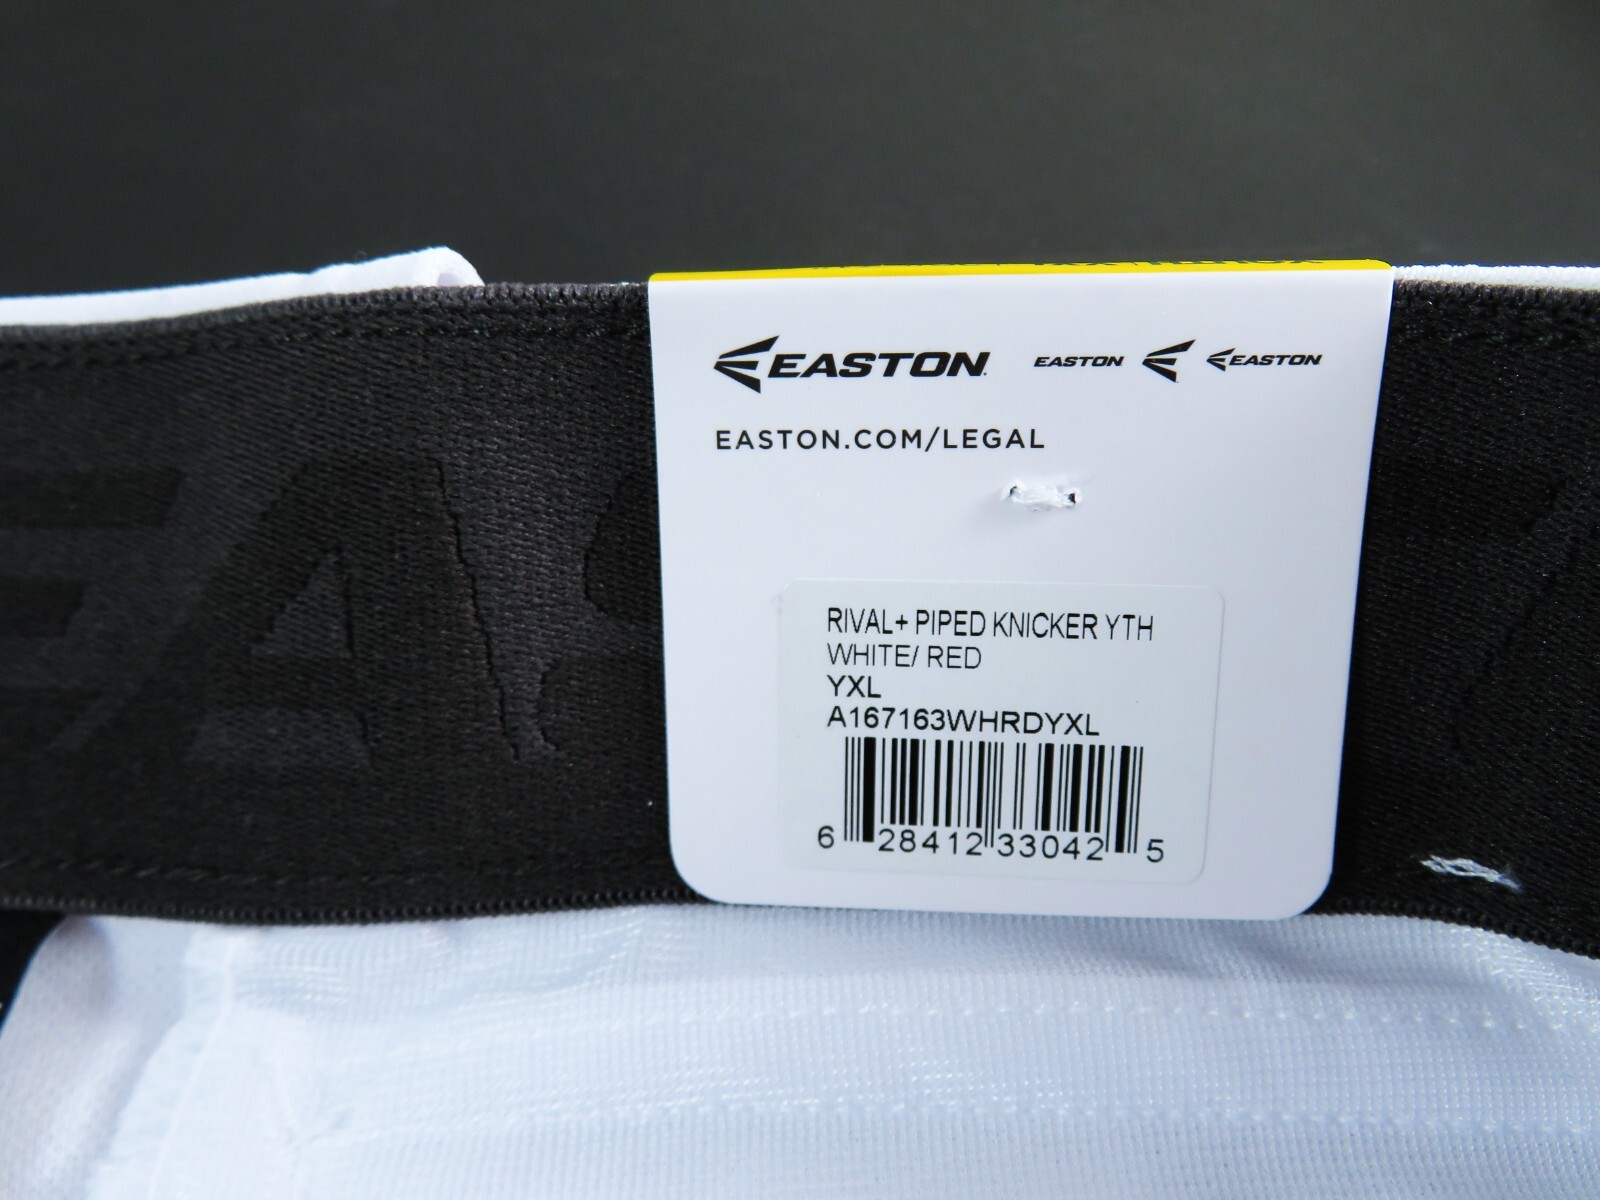 EASTON EASTON EASTON
EASTON.COM/LEGAL
RIVAL+ PIPED KNICKER YTH
WHITE/ RED
YXL
A167163WHRDYXL
6 28412 33042 5